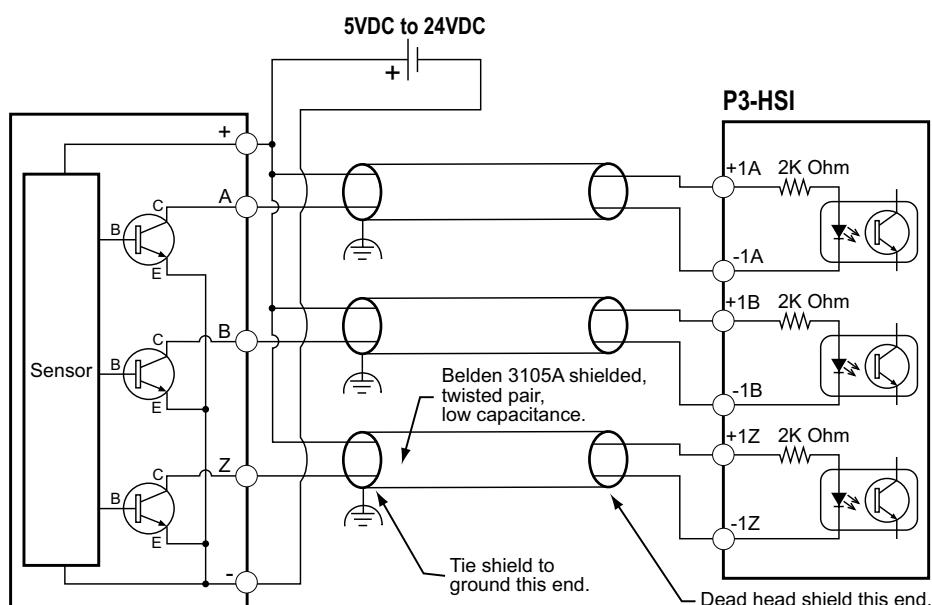 5VDC to 24VDC
+
P3-HSI
+
+1A 2K Ohm
C
A
B
E
-1A
+1B 2K Ohm
C
B
Sensor
B
E
Belden 3105A shielded,
twisted pair,
low capacitance.
-1B
+1Z 2K Ohm
C
Z
B
E
-1Z
-
Tie shield to
ground this end.
Dead head shield this end.